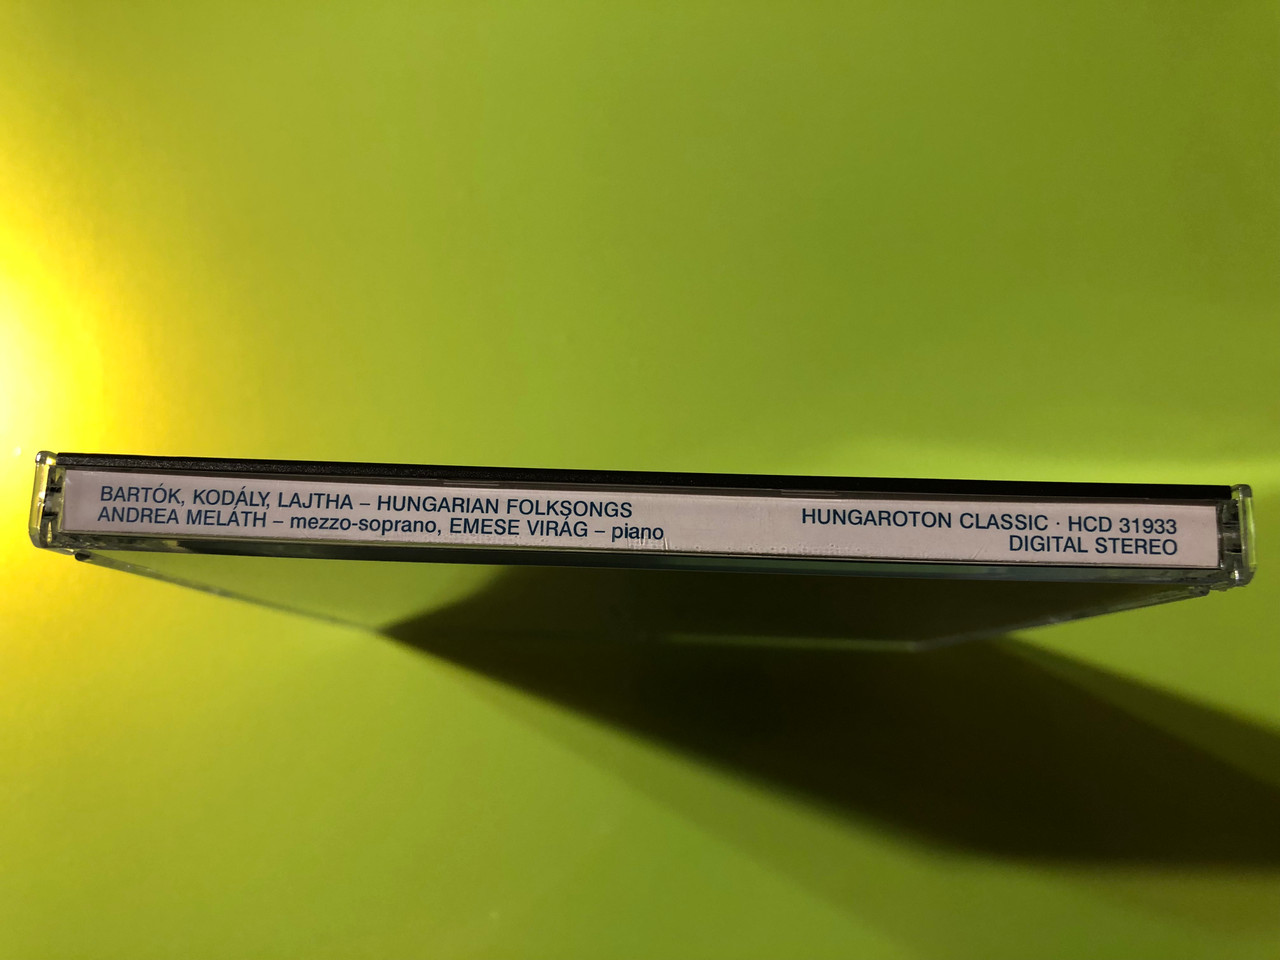 BARTÓK, KODÁLY, LAJTHA – HUNGARIAN FOLKSONGS
ANDREA MELÁTH – mezzo-soprano, EMESE VIRÁG – piano
HUNGAROTON CLASSIC · HCD 31933
DIGITAL STEREO